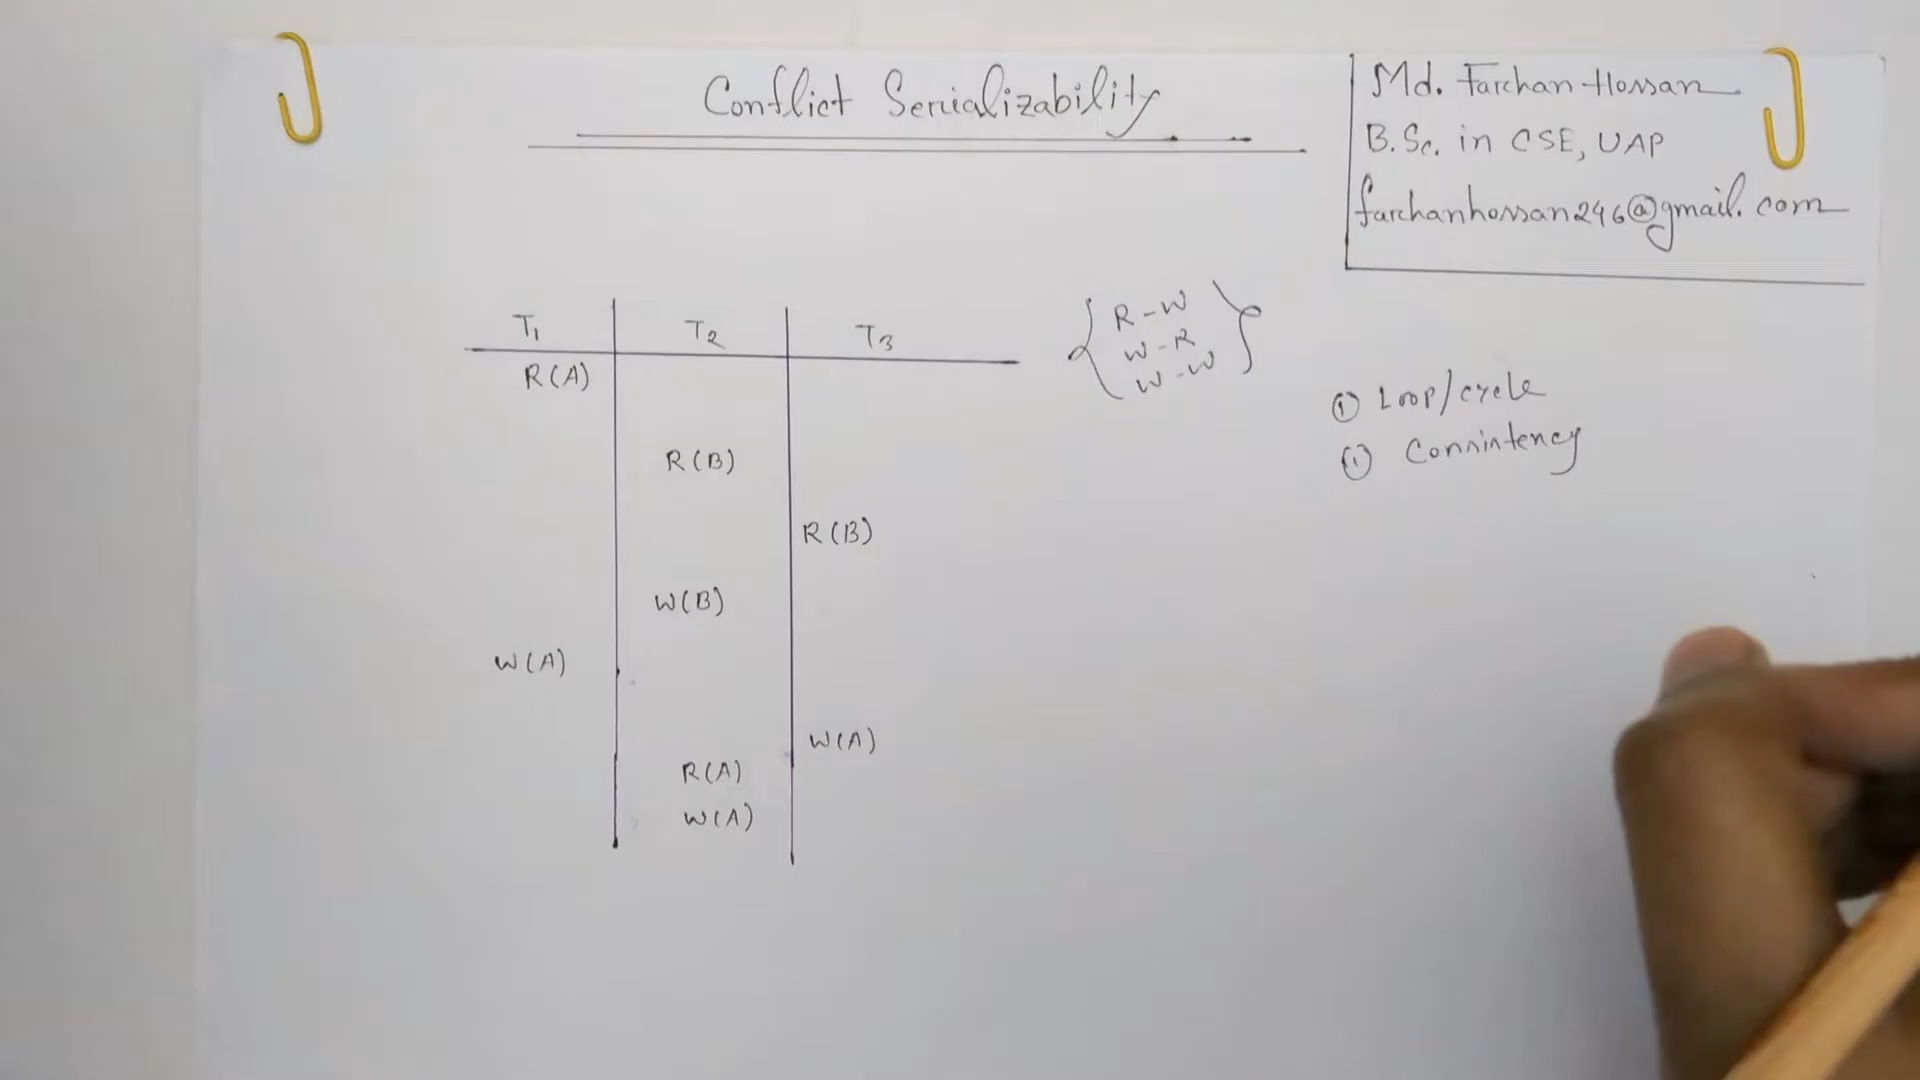 Conflict Serializability
Md. Farhan Hossan
B.Sc. in CSE, UAP
farhanhossan246@gmail.com
T1 T2 T3
R(A)
R(B)
R(B)
W(B)
W(A)
W(A)
R(A)
W(A)
{ R-W
W-R
W-W }
① Loop/cycle
① Consistency